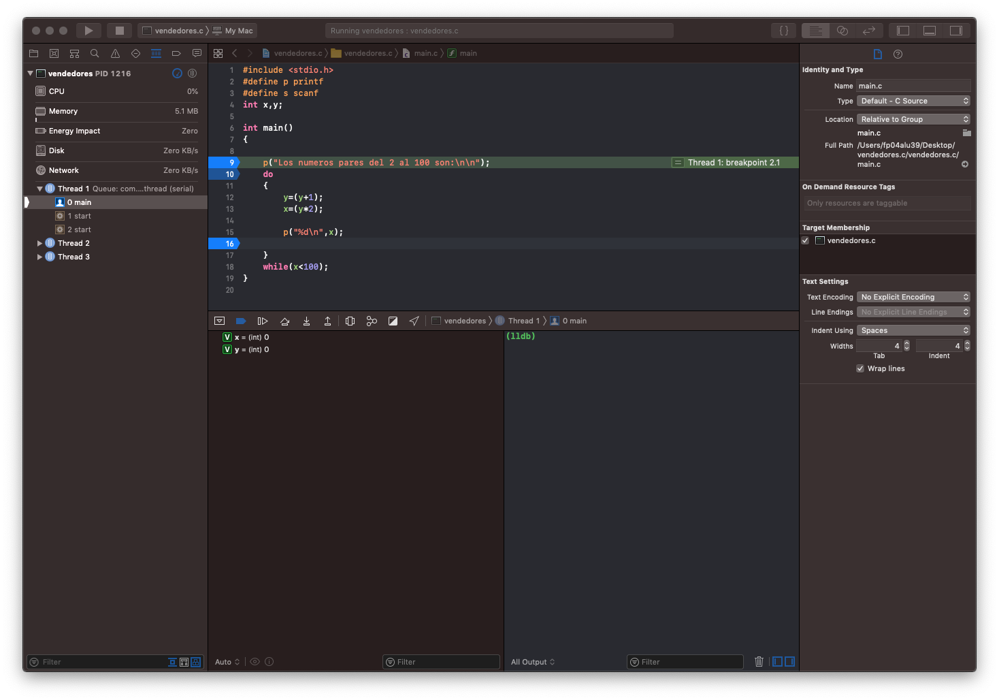 vendedores.c › My Mac
Running vendedores : vendedores.c
{ }
vendedores PID 1216
CPU 0%
Memory 5.1 MB
Energy Impact Zero
Disk Zero KB/s
Network Zero KB/s
Thread 1 Queue: com....thread (serial)
0 main
1 start
2 start
Thread 2
Thread 3
Filter
vendedores.c › vendedores.c › main.c › main
1 #include <stdio.h>
2 #define p printf
3 #define s scanf
4 int x,y;
5
6 int main()
7 {
8
9 p("Los numeros pares del 2 al 100 son:\n\n"); Thread 1: breakpoint 2.1
10 do
11 {
12 y=(y+1);
13 x=(y*2);
14
15 p("%d\n",x);
16
17 }
18 while(x<100);
19 }
20
vendedores › Thread 1 › 0 main
V x = (int) 0
V y = (int) 0
Auto
Filter
(lldb)
All Output
Filter
Identity and Type
Name main.c
Type Default - C Source
Location Relative to Group
main.c
Full Path /Users/fp04alu39/Desktop/
vendedores.c/vendedores.c/
main.c
On Demand Resource Tags
Only resources are taggable
Target Membership
vendedores.c
Text Settings
Text Encoding No Explicit Encoding
Line Endings No Explicit Line Endings
Indent Using Spaces
Widths 4 4
Tab Indent
Wrap lines